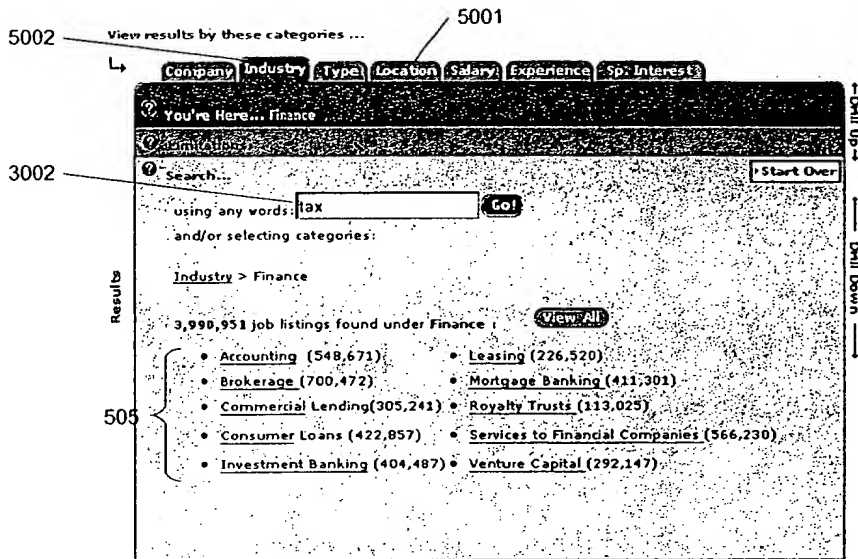 5001
5002
View results by these categories ...
Company Industry Type Location Salary Experience Sp. Interest
? You're Here... Finance
? Limitation
? Search...
Start Over
3002
using any words: tax Go!
and/or selecting categories:
Industry > Finance
3,990,951 job listings found under Finance : View All
• Accounting (548,671) • Leasing (226,520)
• Brokerage (700,472) • Mortgage Banking (411,301)
• Commercial Lending(305,241) • Royalty Trusts (113,025)
505
• Consumer Loans (422,857) • Services to Financial Companies (566,230)
• Investment Banking (404,487) • Venture Capital (292,147)
Results
Drill Up
Drill Down